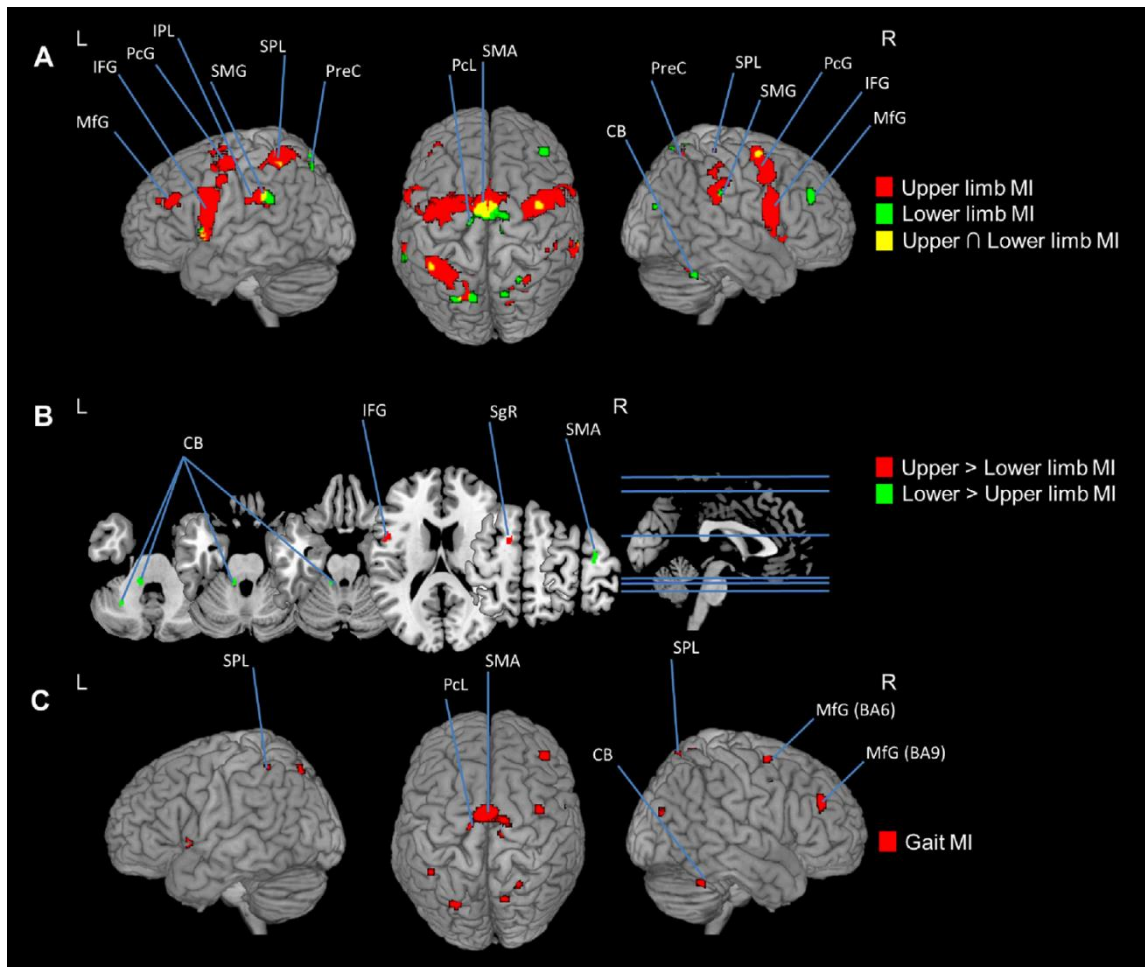 A
L
R
IPL
PcG
IFG
SMG
SPL
PreC
MfG
PcL
SMA
PreC
SPL
SMG
PcG
IFG
MfG
CB
Upper limb MI
Lower limb MI
Upper ∩ Lower limb MI
B
L
R
CB
IFG
SgR
SMA
Upper > Lower limb MI
Lower > Upper limb MI
C
L
R
SPL
PcL
SMA
SPL
CB
MfG (BA6)
MfG (BA9)
Gait MI